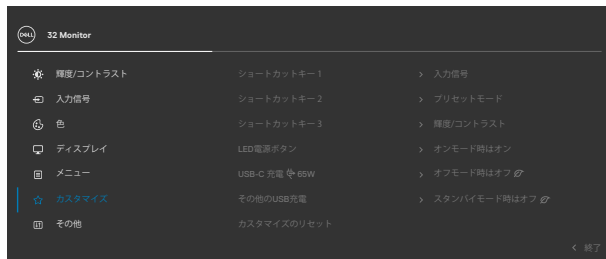 DELL 32 Monitor
輝度/コントラスト ショートカットキー 1 > 入力信号
入力信号 ショートカットキー 2 > プリセットモード
色 ショートカットキー 3 > 輝度/コントラスト
ディスプレイ LED電源ボタン > オンモード時はオン
メニュー USB-C 充電 65W > オフモード時はオフ
カスタマイズ その他のUSB充電 > スタンバイモード時はオフ
その他 カスタマイズのリセット
< 終了